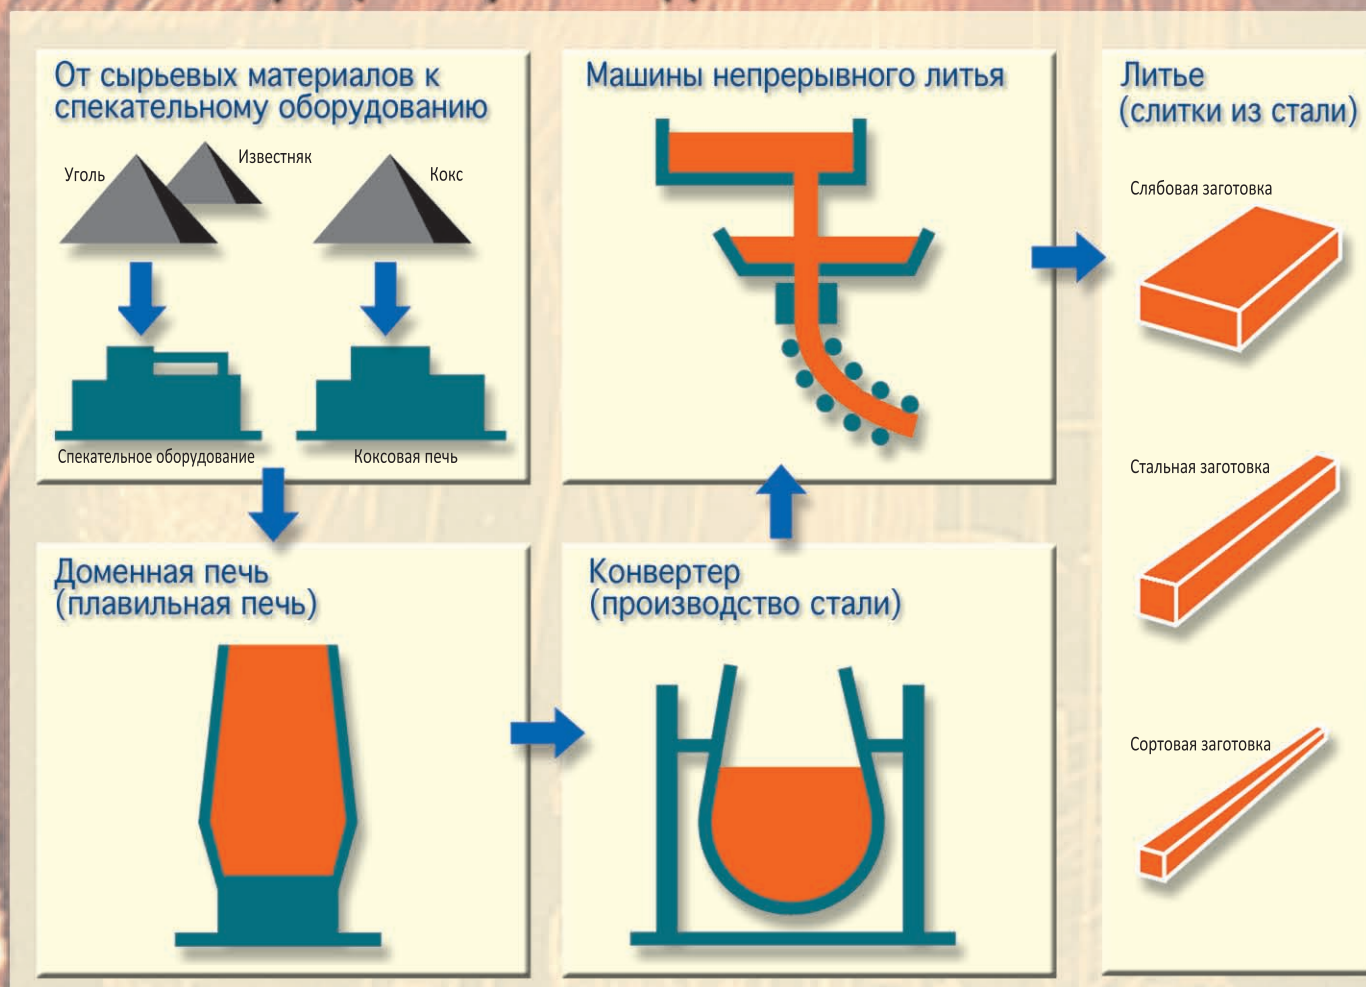 От сырьевых материалов к
спекательному оборудованию
Уголь
Известняк
Кокс
Спекательное оборудование
Коксовая печь
Доменная печь
(плавильная печь)
Конвертер
(производство стали)
Машины непрерывного литья
Литье
(слитки из стали)
Слябовая заготовка
Стальная заготовка
Сортовая заготовка